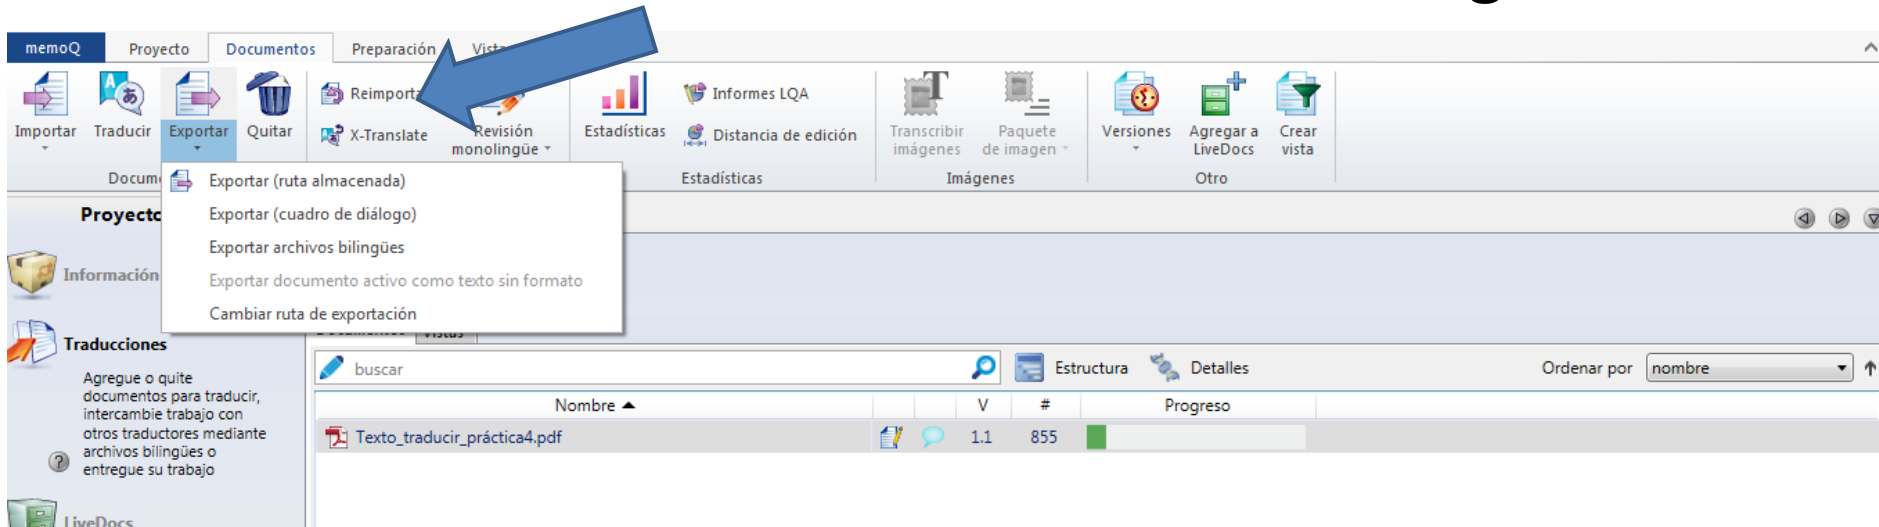 memoQ Proyecto Documentos Preparación
Reimporta Informes LQA
Importar Traducir Exportar Quitar X-Translate Revisión monolingüe Estadísticas Distancia de edición Transcribir imágenes Paquete de imagen Versiones Agregar a LiveDocs Crear vista
Estadísticas Imágenes Otro
Exportar (ruta almacenada)
Exportar (cuadro de diálogo)
Exportar archivos bilingües
Exportar documento activo como texto sin formato
Cambiar ruta de exportación
Proyecto
Información
Traducciones
Agregue o quite
documentos para traducir,
intercambie trabajo con
otros traductores mediante
archivos bilingües o
entregue su trabajo
LiveDocs
buscar Estructura Detalles Ordenar por nombre
Nombre V # Progreso
Texto_traducir_práctica4.pdf 1.1 855